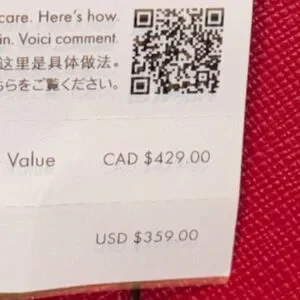 care. Here's how.
in. Voici comment.
这里是具体做法。
らをご覧ください。
Value
CAD $429.00
USD $359.00